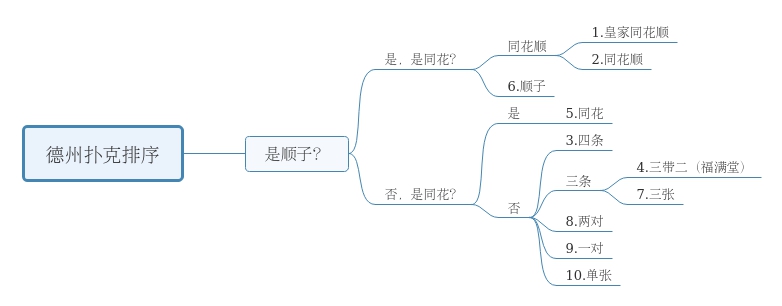 德州扑克排序
是顺子?
是，是同花?
同花顺
1.皇家同花顺
2.同花顺
6.顺子
否，是同花?
是
5.同花
否
3.四条
三条
4.三带二（福满堂）
7.三张
8.两对
9.一对
10.单张